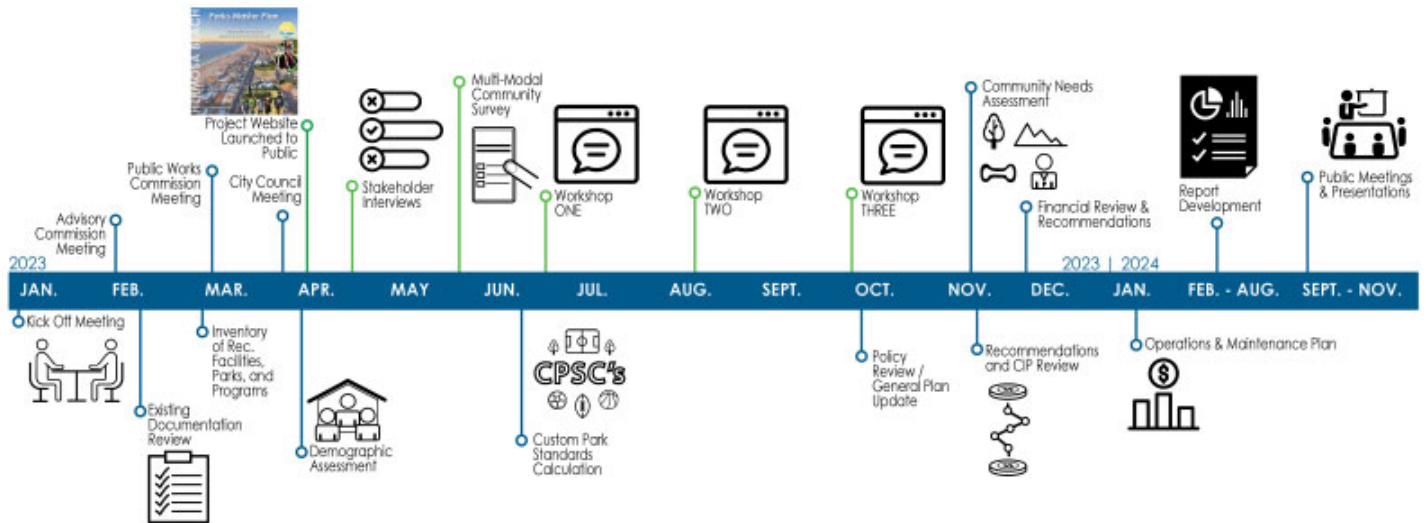 Parks Master Plan
Project Website
Launched to
Public
Public Works
Commission
Meeting
City Council
Meeting
Advisory
Commission
Meeting
Stakeholder
Interviews
Multi-Modal
Community
Survey
Workshop
ONE
Workshop
TWO
Workshop
THREE
Community Needs
Assessment
Financial Review &
Recommendations
Report
Development
Public Meetings
& Presentations
2023
2023 | 2024
JAN.
FEB.
MAR.
APR.
MAY
JUN.
JUL.
AUG.
SEPT.
OCT.
NOV.
DEC.
JAN.
FEB. - AUG.
SEPT. - NOV.
Kick Off Meeting
Existing
Documentation
Review
Inventory
of Rec.
Facilities,
Parks, and
Programs
Demographic
Assessment
CPSC's
Custom Park
Standards
Calculation
Policy
Review /
General Plan
Update
Recommendations
and CIP Review
Operations & Maintenance Plan
$